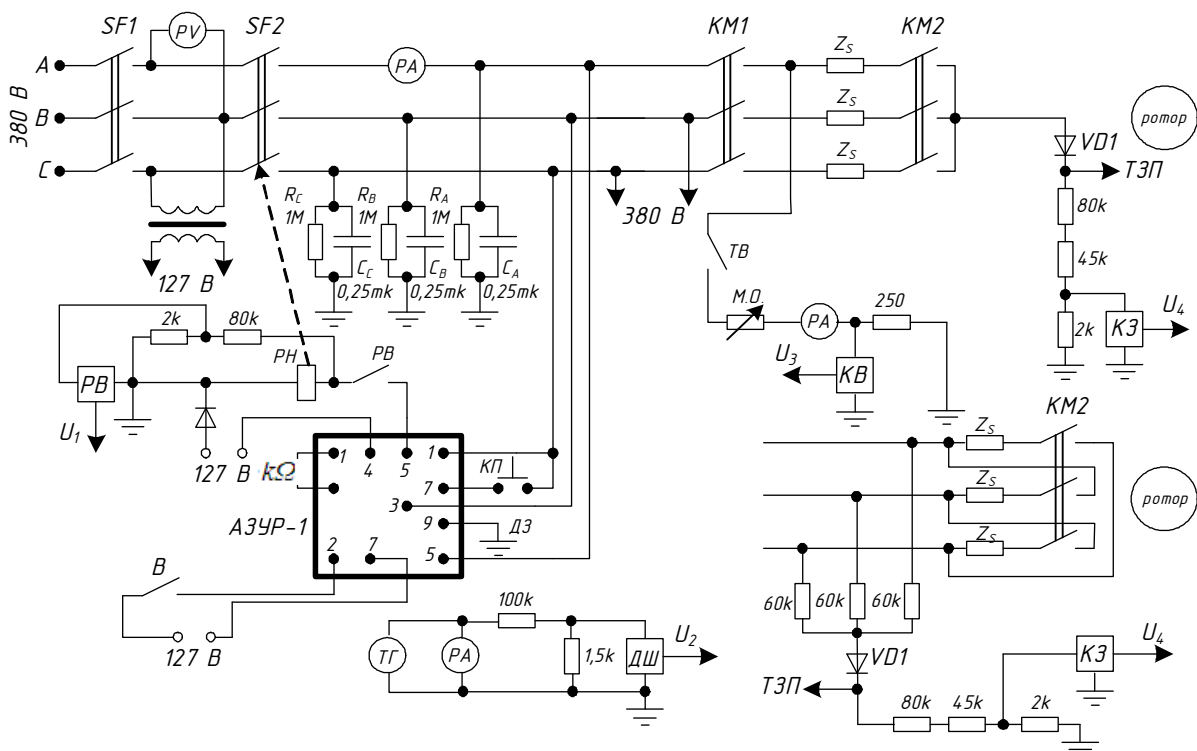 SF1
PV
SF2
PA
KM1
Z_S
KM2
A
B
C
380 В
Z_S
Z_S
ротор
VD1
ТЗП
80k
45k
2k
КЗ
U_4
R_C
1M
R_B
1M
R_A
1M
C_C
0,25mk
C_B
0,25mk
C_A
0,25mk
380 В
127 В
ТВ
М.О.
PA
250
U_3
КВ
2k
80k
РН
РВ
РВ
U_1
127 В
kΩ
АЗУР-1
1
4
5
1
7
3
9
5
2
7
КП
ДЗ
В
127 В
100k
ТГ
PA
1,5k
ДШ
U_2
KM2
Z_S
Z_S
Z_S
ротор
60k
60k
60k
VD1
ТЗП
80k
45k
2k
КЗ
U_4